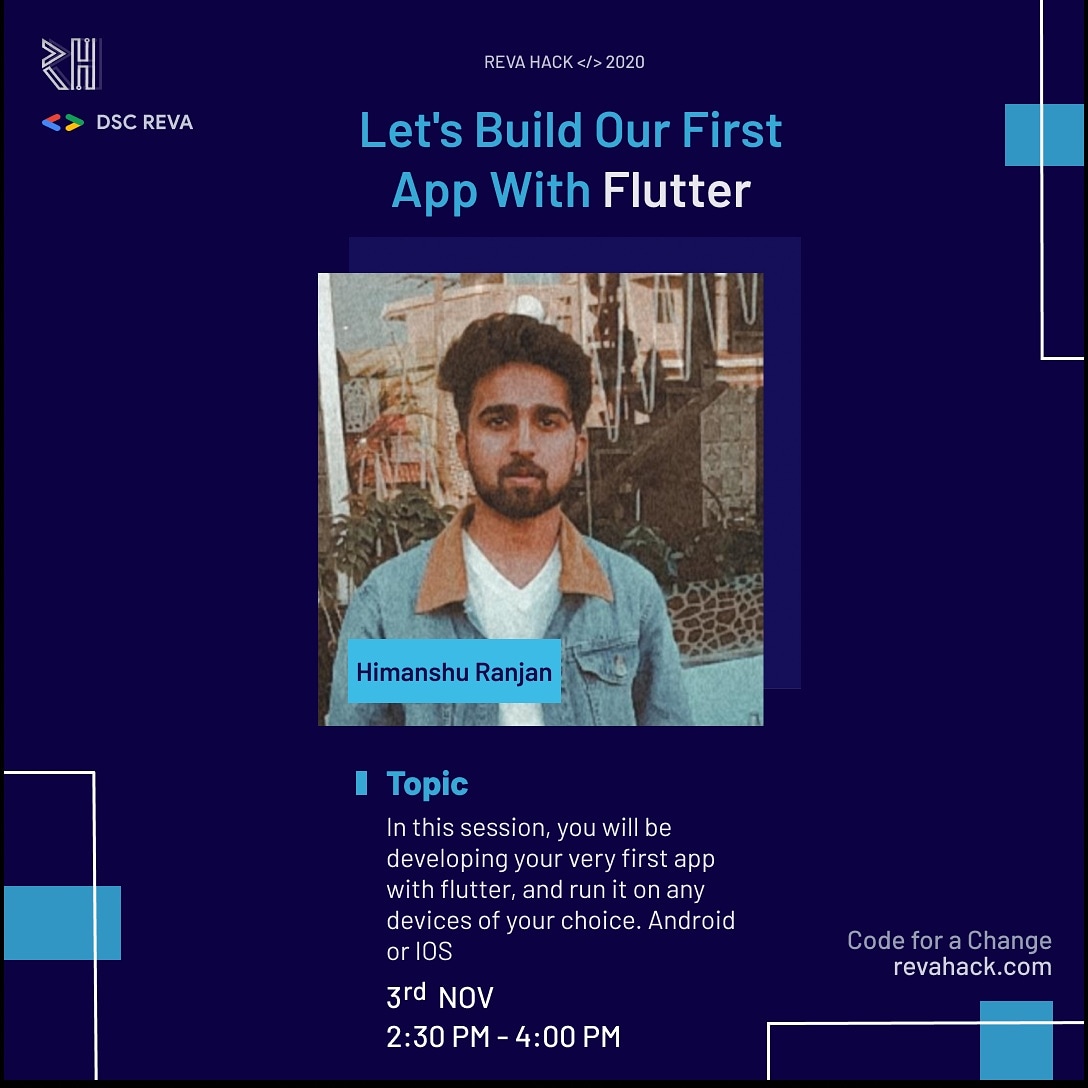 RH
DSC REVA
REVA HACK </> 2020
Let's Build Our First
App With Flutter
Himanshu Ranjan
Topic
In this session, you will be
developing your very first app
with flutter, and run it on any
devices of your choice. Android
or IOS
3rd NOV
2:30 PM - 4:00 PM
Code for a Change
revahack.com